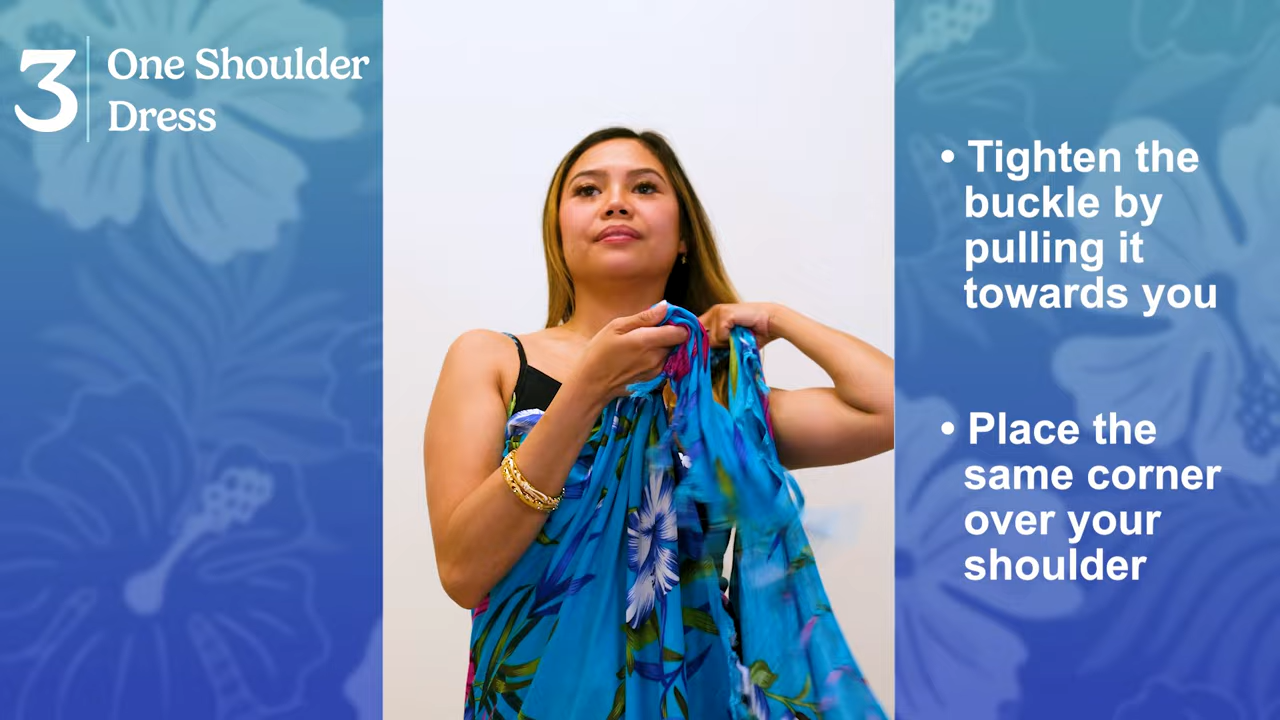 3
One Shoulder
Dress
• Tighten the
buckle by
pulling it
towards you
• Place the
same corner
over your
shoulder